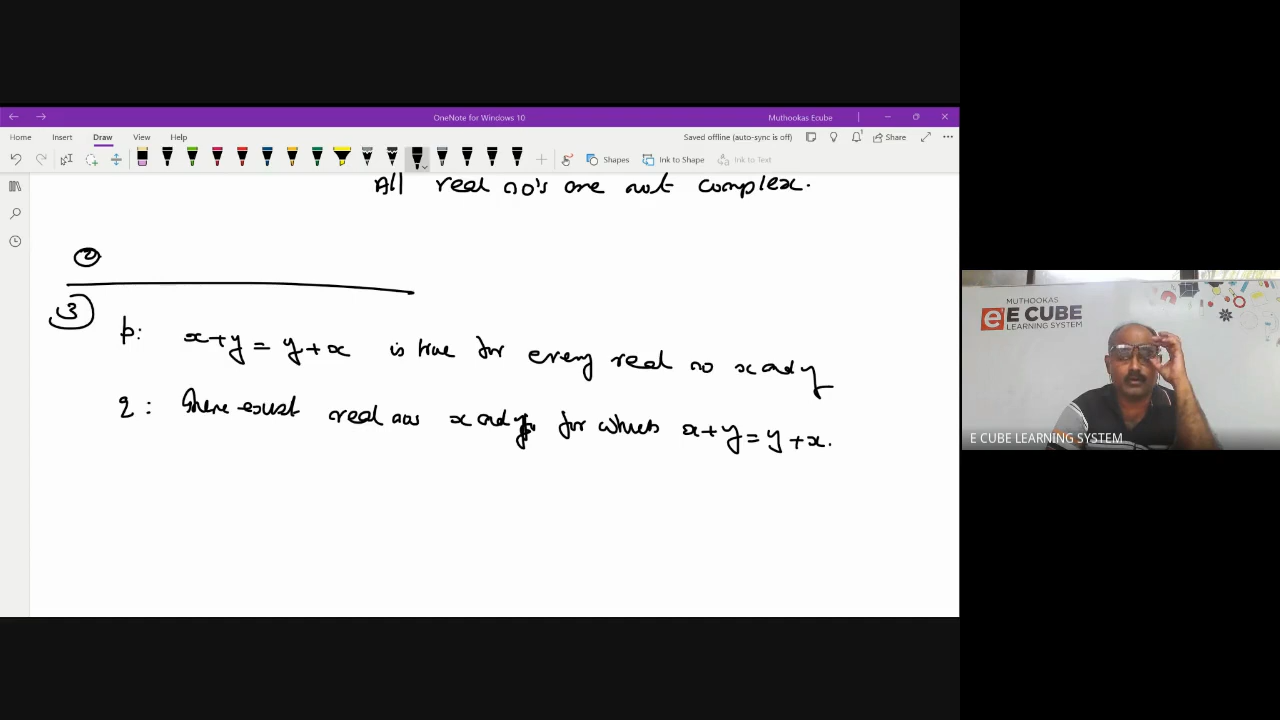 OneNote for Windows 10
Muthookas Ecube
Home Insert Draw View Help
Saved offline (auto-sync is off) Share
Shapes Ink to Shape Ink to Text
All real no's are not complex.
2
3
p: x+y = y+x is true for every real no x and y
q: There exist real nos x and y for which x+y = y+x.
MUTHOOKAS
e E CUBE
LEARNING SYSTEM
E CUBE LEARNING SYSTEM